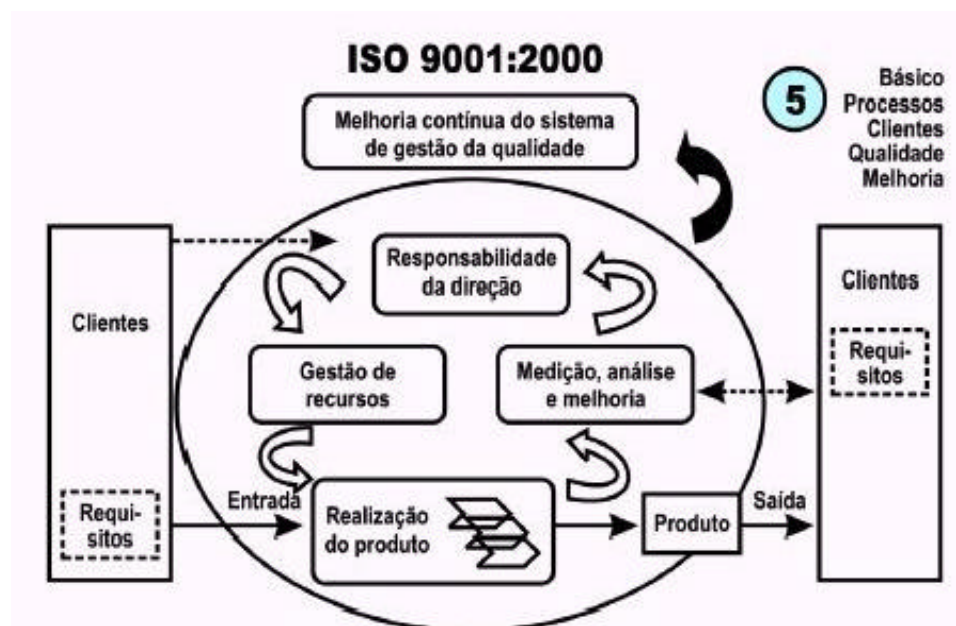 ISO 9001:2000
5
Básico
Processos
Clientes
Qualidade
Melhoria
Melhoria contínua do sistema
de gestão da qualidade
Responsabilidade
da direção
Clientes
Clientes
Gestão de
recursos
Medição, análise
e melhoria
Requi-
sitos
Requi-
sitos
Entrada
Realização
do produto
Produto
Saída